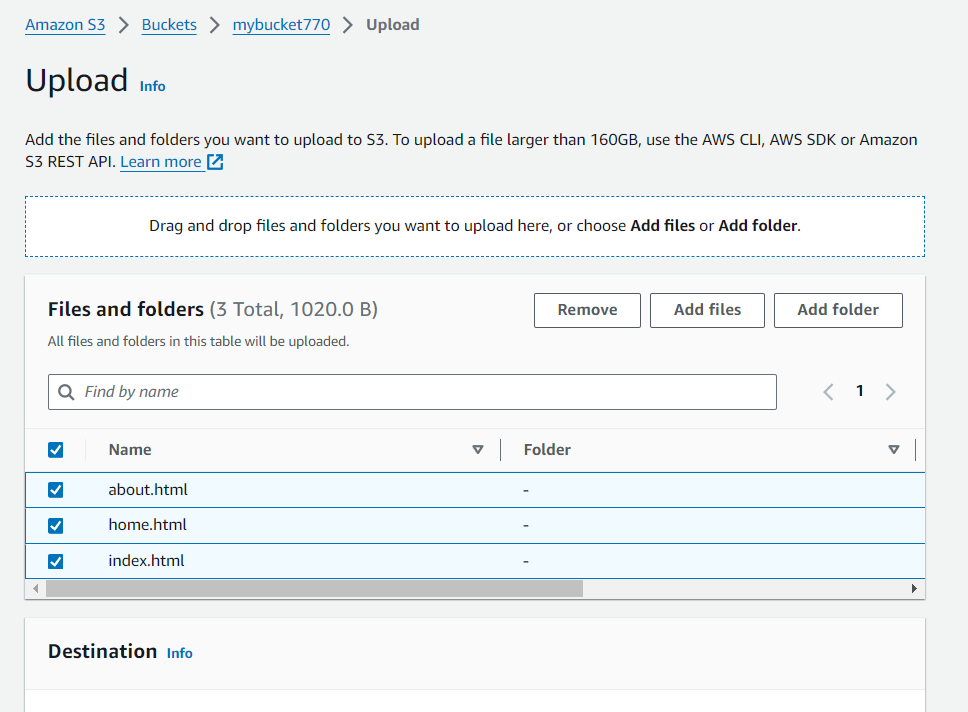 Amazon S3 > Buckets > mybucket770 > Upload
Upload Info
Add the files and folders you want to upload to S3. To upload a file larger than 160GB, use the AWS CLI, AWS SDK or Amazon
S3 REST API. Learn more
Drag and drop files and folders you want to upload here, or choose Add files or Add folder.
Files and folders (3 Total, 1020.0 B)
Remove
Add files
Add folder
All files and folders in this table will be uploaded.
Find by name
1
Name
Folder
about.html -
home.html -
index.html -
Destination Info